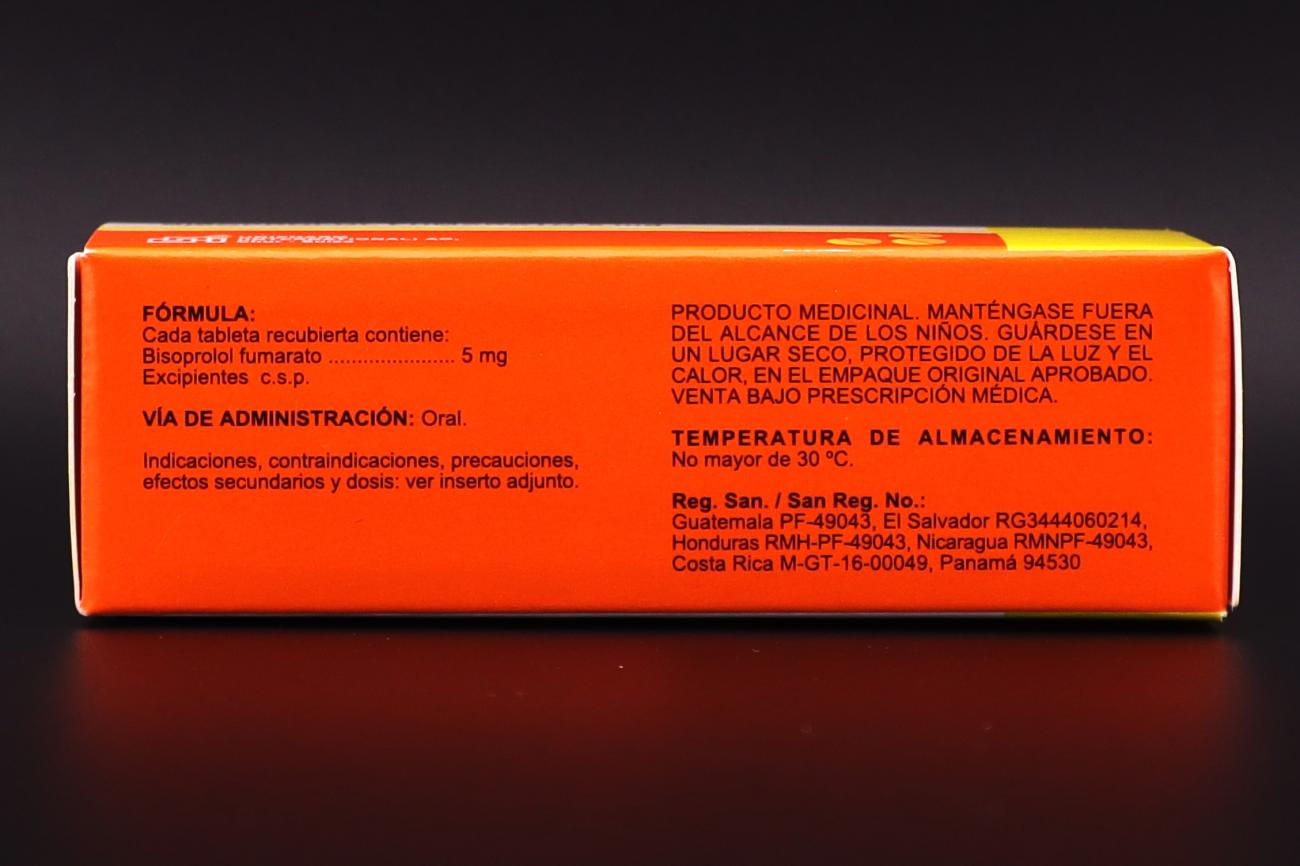 FÓRMULA:
Cada tableta recubierta contiene:
Bisoprolol fumarato ...................... 5 mg
Excipientes c.s.p.
VÍA DE ADMINISTRACIÓN: Oral.
Indicaciones, contraindicaciones, precauciones,
efectos secundarios y dosis: ver inserto adjunto.
PRODUCTO MEDICINAL. MANTÉNGASE FUERA
DEL ALCANCE DE LOS NIÑOS. GUÁRDESE EN
UN LUGAR SECO, PROTEGIDO DE LA LUZ Y EL
CALOR, EN EL EMPAQUE ORIGINAL APROBADO.
VENTA BAJO PRESCRIPCIÓN MÉDICA.
TEMPERATURA DE ALMACENAMIENTO:
No mayor de 30 ºC.
Reg. San. / San Reg. No.:
Guatemala PF-49043, El Salvador RG3444060214,
Honduras RMH-PF-49043, Nicaragua RMNPF-49043,
Costa Rica M-GT-16-00049, Panamá 94530